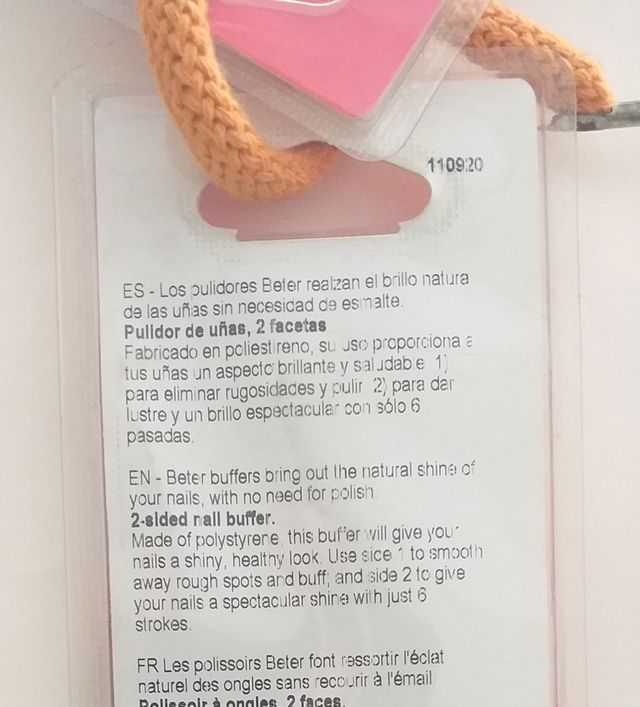 110920
ES - Los pulidores Beter realzan el brillo natural
de las uñas sin necesidad de esmalte.
Pulidor de uñas, 2 facetas
Fabricado en poliestireno, su uso proporciona a
tus uñas un aspecto brillante y saludable. 1)
para eliminar rugosidades y pulir. 2) para dar
lustre y un brillo espectacular con sólo 6
pasadas.
EN - Beter buffers bring out the natural shine of
your nails, with no need for polish.
2-sided nail buffer.
Made of polystyrene, this buffer will give your
nails a shiny, healthy look. Use side 1 to smooth
away rough spots and buff; and side 2 to give
your nails a spectacular shine with just 6
strokes.
FR Les polissoirs Beter font ressortir l'éclat
naturel des ongles sans recourir à l'émail.
Polissoir à ongles, 2 faces.